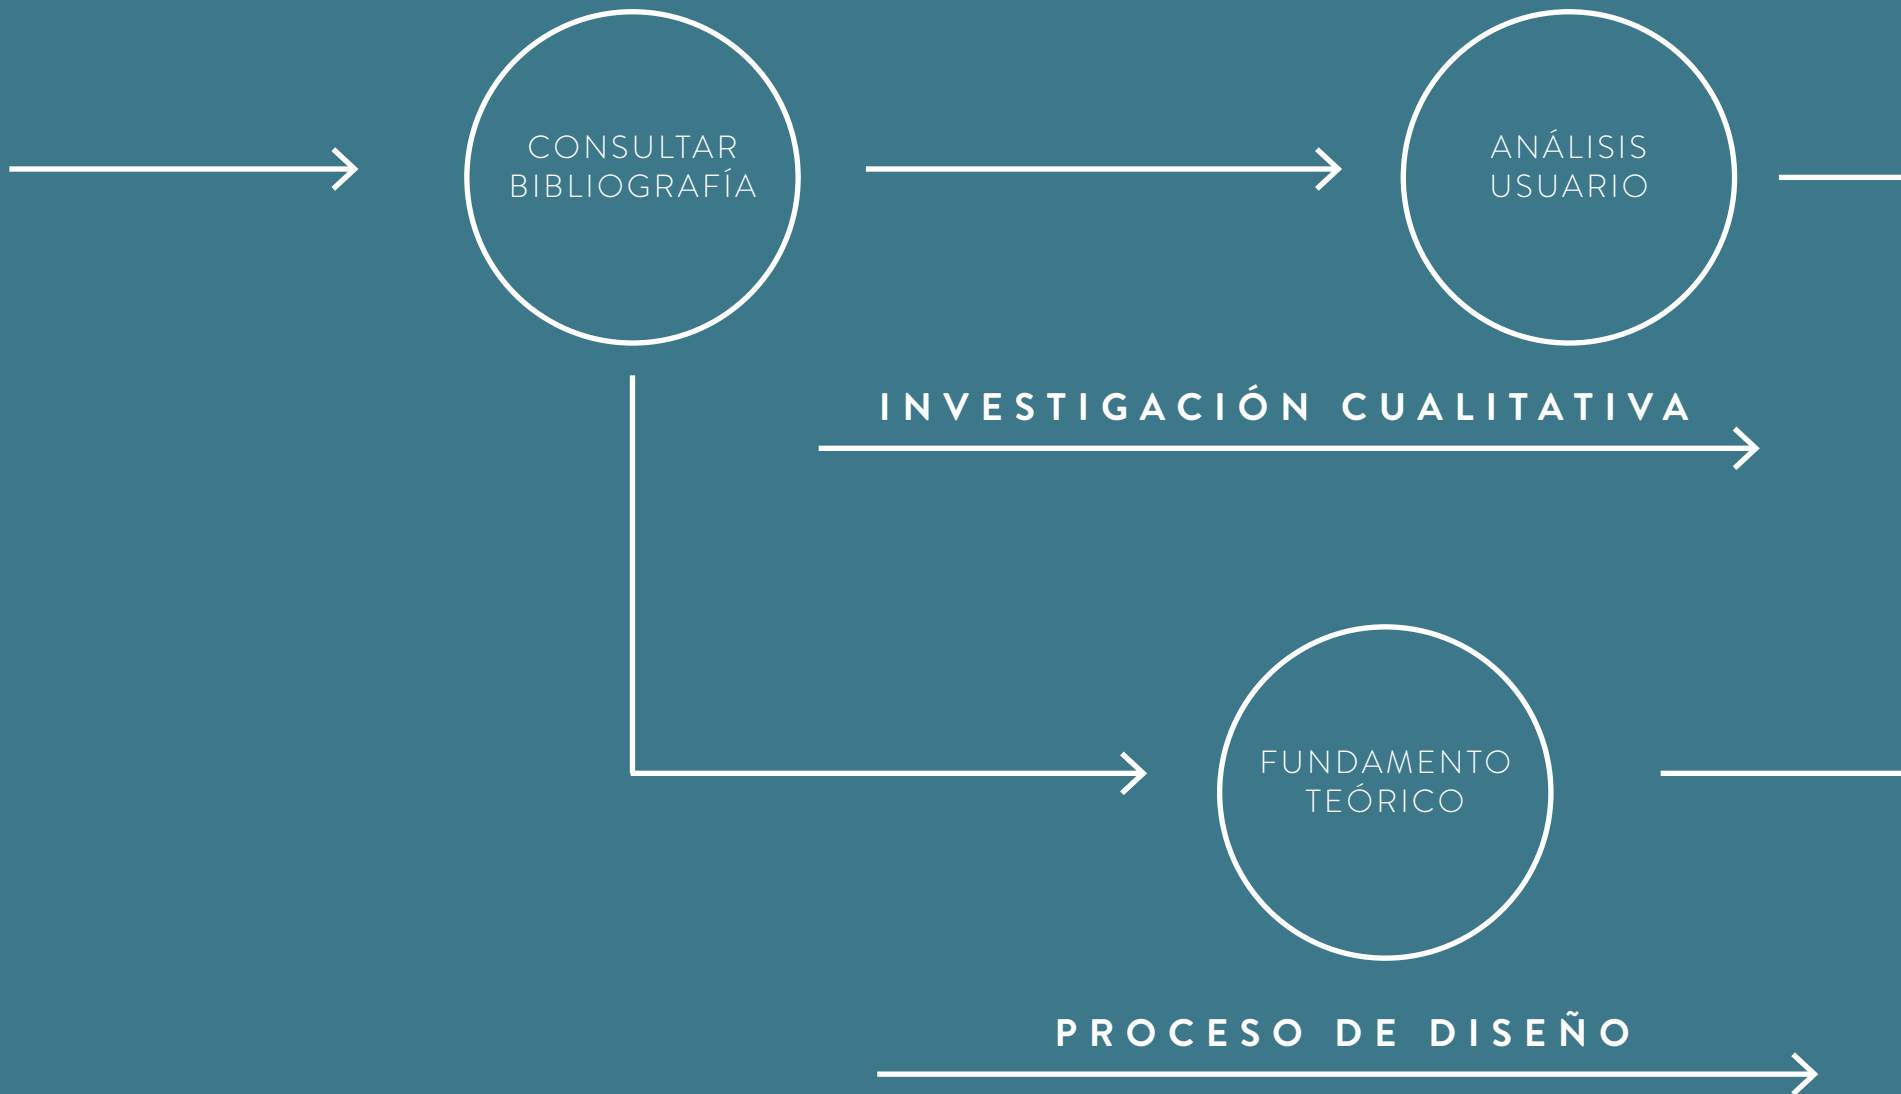 CONSULTAR
BIBLIOGRAFÍA
ANÁLISIS
USUARIO
INVESTIGACIÓN CUALITATIVA
FUNDAMENTO
TEÓRICO
PROCESO DE DISEÑO